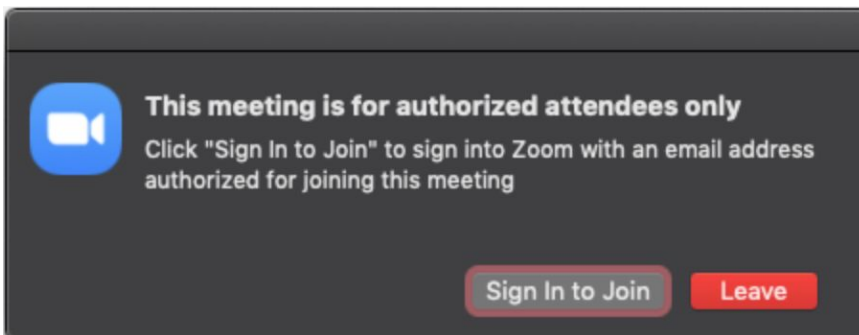 This meeting is for authorized attendees only
Click "Sign In to Join" to sign into Zoom with an email address
authorized for joining this meeting
Sign In to Join
Leave